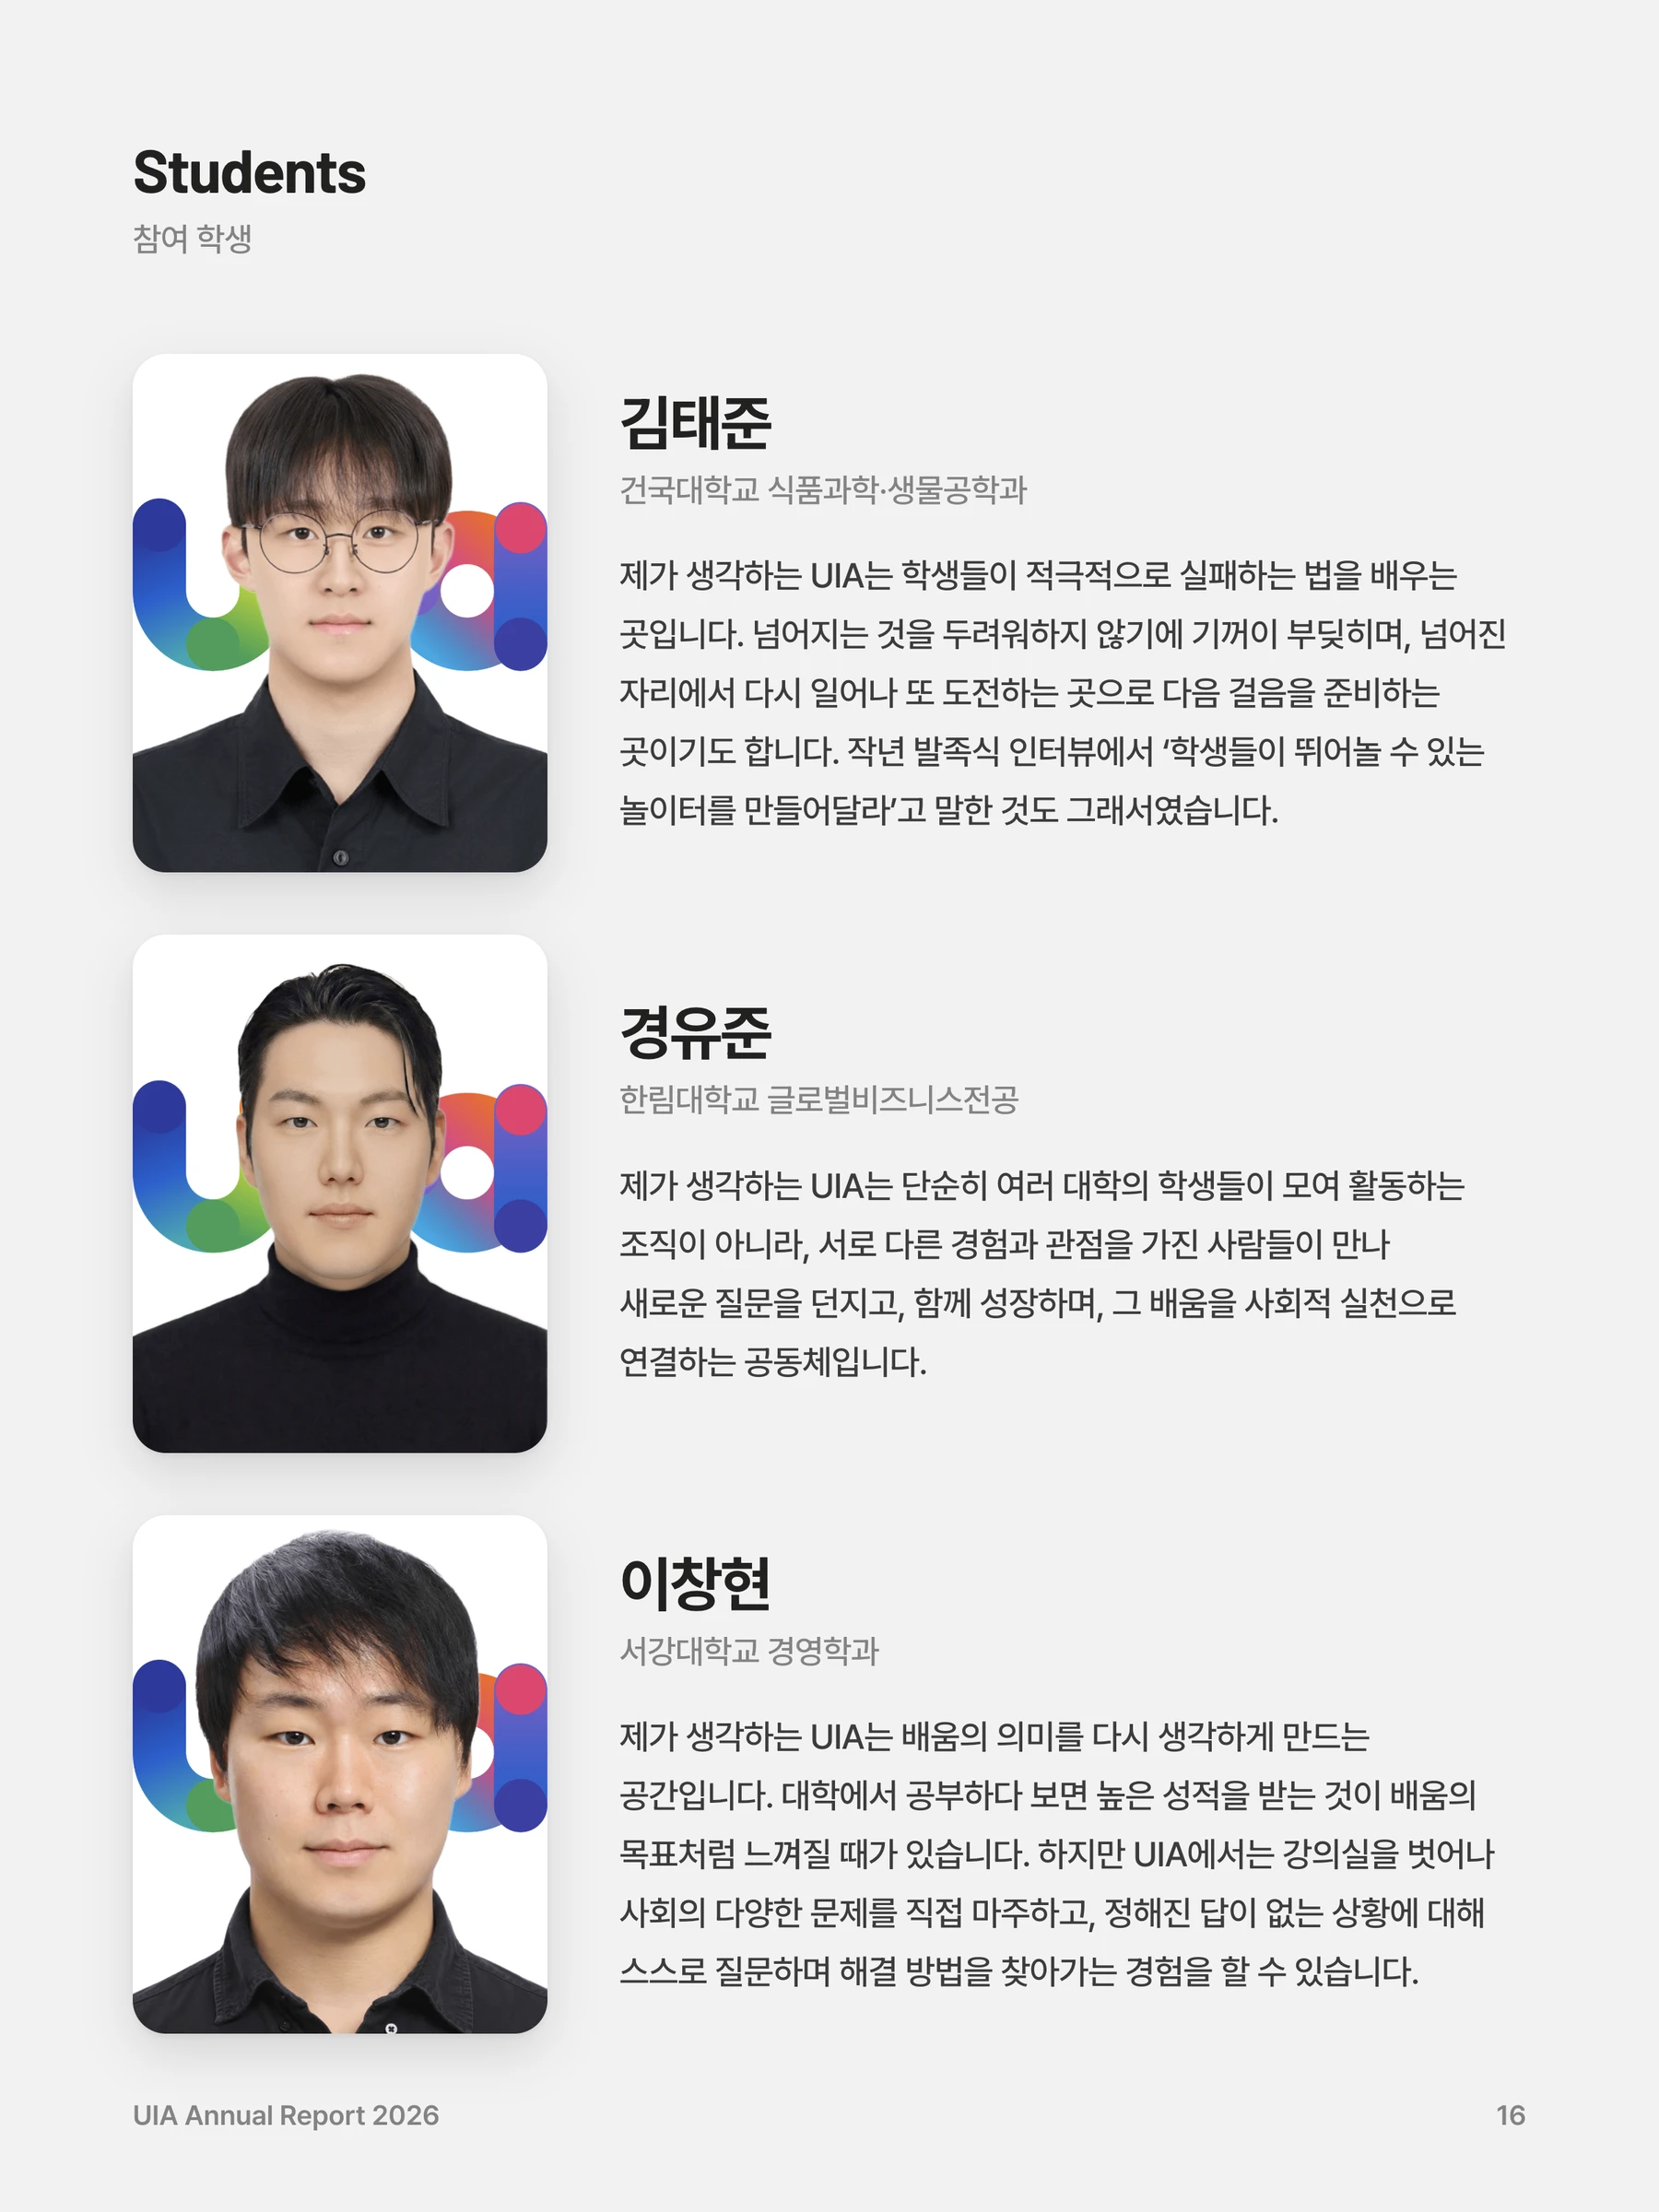 Students
참여 학생
김태준
건국대학교 식품과학·생물공학과
제가 생각하는 UIA는 학생들이 적극적으로 실패하는 법을 배우는
곳입니다. 넘어지는 것을 두려워하지 않기에 기꺼이 부딪히며, 넘어진
자리에서 다시 일어나 또 도전하는 곳으로 다음 걸음을 준비하는
곳이기도 합니다. 작년 발족식 인터뷰에서 ‘학생들이 뛰어놀 수 있는
놀이터를 만들어달라’고 말한 것도 그래서였습니다.
경유준
한림대학교 글로벌비즈니스전공
제가 생각하는 UIA는 단순히 여러 대학의 학생들이 모여 활동하는
조직이 아니라, 서로 다른 경험과 관점을 가진 사람들이 만나
새로운 질문을 던지고, 함께 성장하며, 그 배움을 사회적 실천으로
연결하는 공동체입니다.
이창현
서강대학교 경영학과
제가 생각하는 UIA는 배움의 의미를 다시 생각하게 만드는
공간입니다. 대학에서 공부하다 보면 높은 성적을 받는 것이 배움의
목표처럼 느껴질 때가 있습니다. 하지만 UIA에서는 강의실을 벗어나
사회의 다양한 문제를 직접 마주하고, 정해진 답이 없는 상황에 대해
스스로 질문하며 해결 방법을 찾아가는 경험을 할 수 있습니다.
UIA Annual Report 2026
16